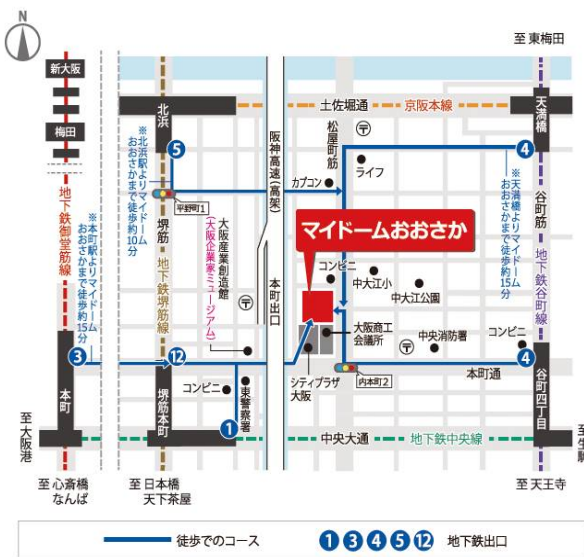 N
至 東梅田
新大阪
梅田
北浜
土佐堀通
京阪本線
天満橋
松屋町筋
阪神高速(高架)
ライフ
カプコン
5
4
※北浜駅よりマイドーム
おおさかまで徒歩約10分
平野町1
※天満橋よりマイドーム
おおさかまで徒歩約15分
谷町筋
地下鉄谷町線
地下鉄御堂筋線
※本町駅よりマイドーム
おおさかまで徒歩約15分
堺筋
地下鉄堺筋線
大阪産業創造館
(大阪企業家ミュージアム)
本町出口
マイドームおおさか
コンビニ
中大江小
中大江公園
大阪商工
会議所
中央消防署
コンビニ
3
12
4
シティプラザ
大阪
内本町2
本町通
本町
堺筋本町
コンビニ
東警察署
1
谷町四丁目
至 大阪港
中央大通
地下鉄中央線
至 生駒
至 心斎橋
なんば
至 日本橋
天下茶屋
至 天王寺
徒歩でのコース
1 3 4 5 12 地下鉄出口